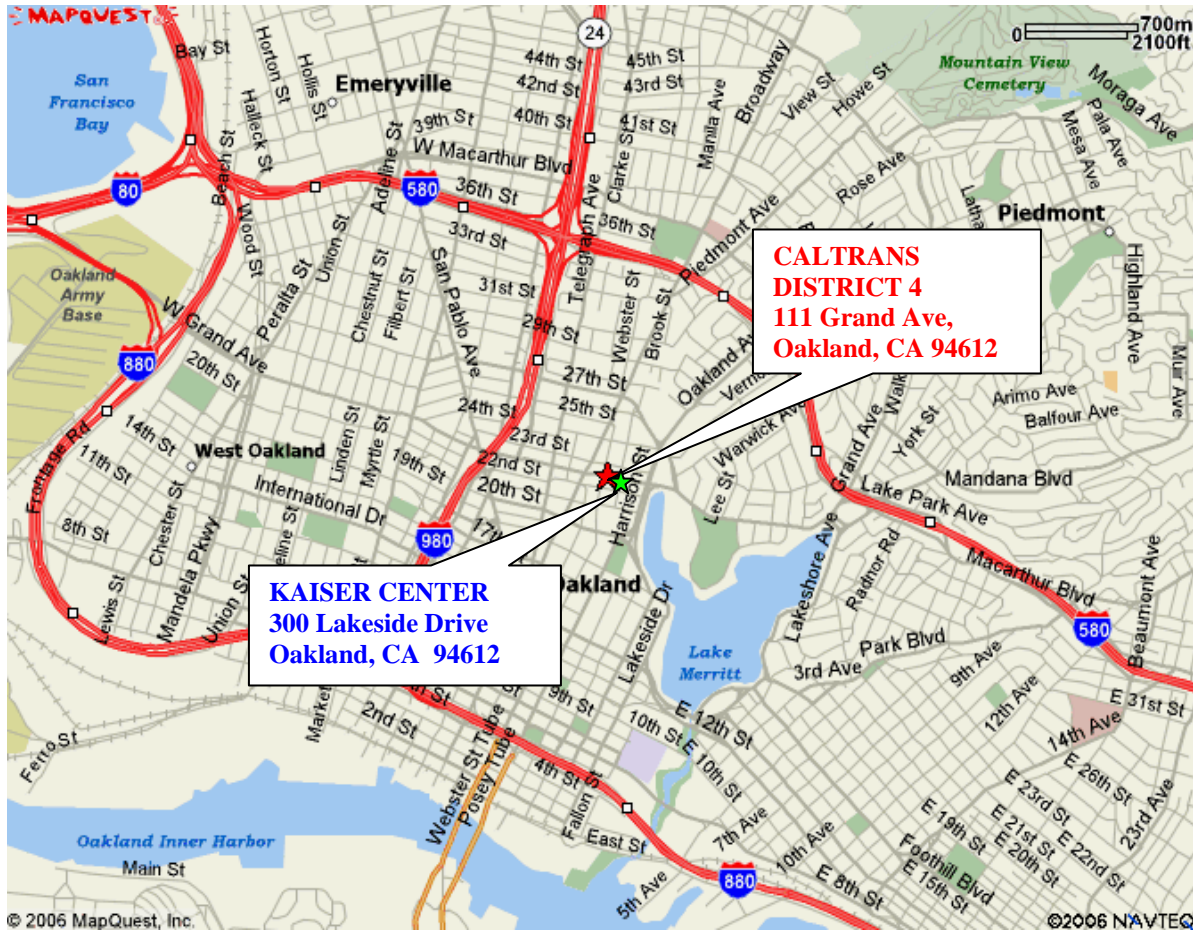 MAPQUEST
700m
0
2100ft
24
Bay St
Horton St
Hollis St
44th St
45th St
42nd St
43rd St
Broadway
View St
Howe St
Mountain View
Cemetery
Moraga Ave
Pala Ave
Mesa Ave
San
Francisco
Bay
Emeryville
Halleck St
Beach St
39th St
40th St
41st St
Manila Ave
Adeline St
W Macarthur Blvd
Clarke St
Rose Ave
80
580
36th St
36th St
33rd St
Telegraph Ave
Piedmont Ave
Piedmont
Highland Ave
Wood St
Union St
Peralta St
Chestnut St
Filbert St
San Pablo Ave
31st St
29th St
Webster St
Brook St
Oakland
Army
Base
W Grand Ave
CALTRANS
DISTRICT 4
111 Grand Ave,
Oakland, CA 94612
880
20th St
27th St
25th St
Oakland Ave
Arimo Ave
Balfour Ave
Mur Ave
York St
24th St
23rd St
22nd St
20th St
Warwick Ave
Grand Ave
Mandana Blvd
Frontage Rd
14th St
11th St
West Oakland
Linden St
Myrtle St
19th St
International Dr
Harrison St
Lee St
Lake Park Ave
8th St
Chester St
Mandela Pkwy
980
Lakeshore Ave
Radnor Rd
Macarthur Blvd
Beaumont Ave
580
Lewis St
Union St
KAISER CENTER
300 Lakeside Drive
Oakland, CA 94612
Oakland
Lakeside Dr
Lake
Merritt
Park Blvd
3rd Ave
9th Ave
12th Ave
14th Ave
E 31st St
2nd St
9th St
10th St
E 12th St
E 10th St
Ferro St
Webster St Tube
Posey Tube
4th St
Fallon St
East St
7th Ave
10th Ave
5th Ave
E 8th St
E 26th St
E 23rd St
E 22nd St
E 21st St
E 20th St
E 19th St
Foothill Blvd
E 15th St
23rd Ave
Oakland Inner Harbor
Main St
880
© 2006 MapQuest, Inc.
©2006 NAVTEQ